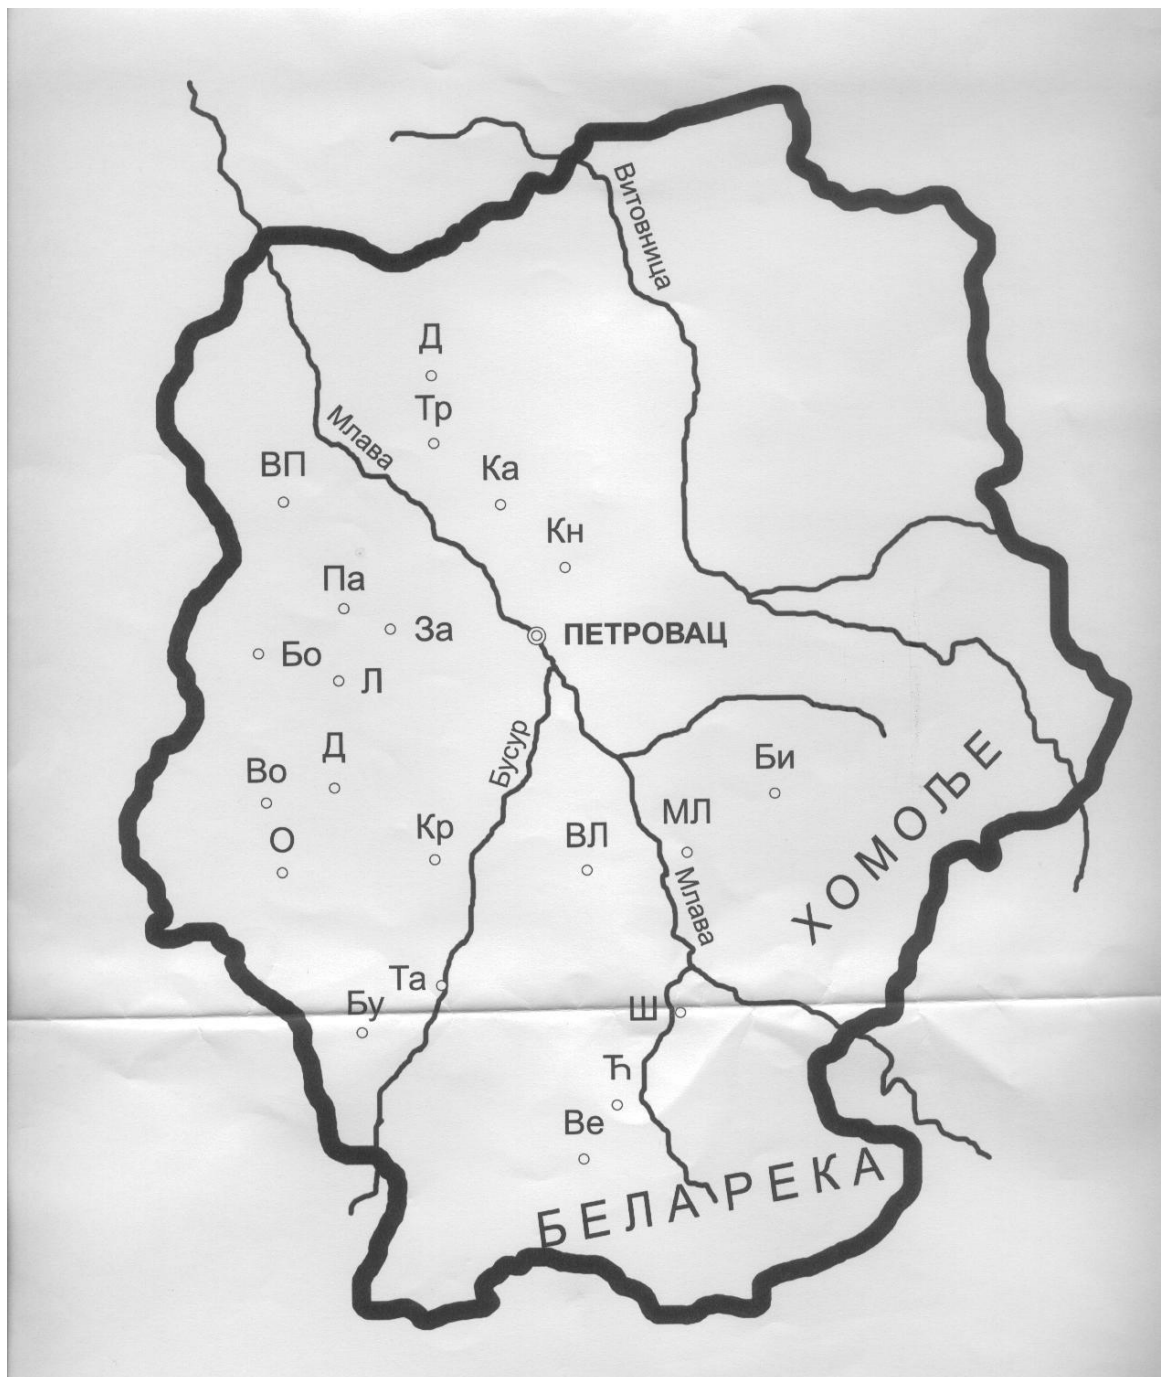 Витовница
Д
Тр
Млава
ВП
Ка
Кн
Па
За
ПЕТРОВАЦ
Бо
Л
Бусур
Д
Во
Би
ХОМОЉЕ
МЛ
Кр
ВЛ
О
Млава
Та
Бу
Ш
Ћ
Ве
БЕЛА РЕКА